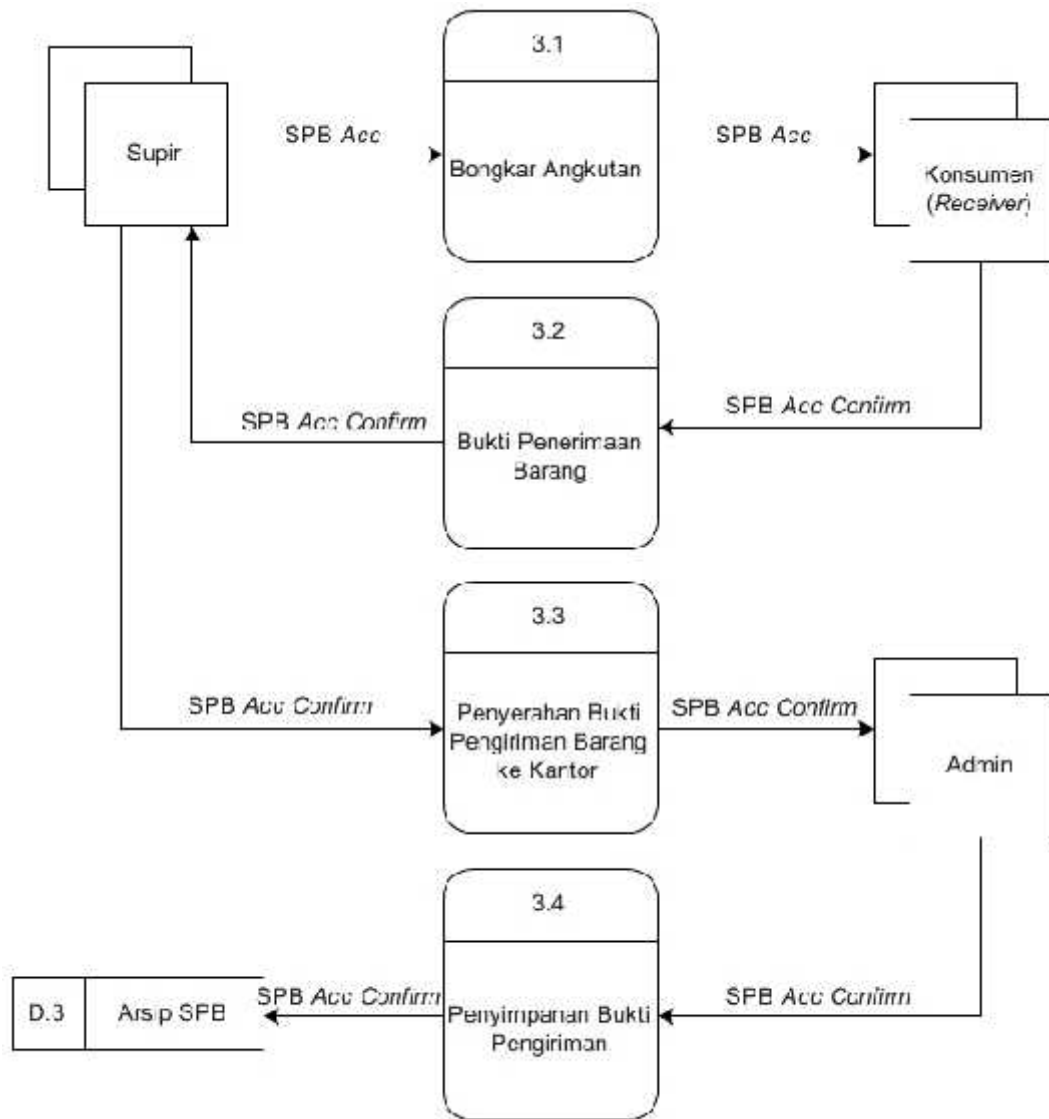 3.1
Supir
SPB Acc
Bongkar Angkutan
SPB Acc
Konsumen
(Receiver)
3.2
SPB Acc Confirm
Bukti Penerimaan
Barang
SPB Acc Confirm
3.3
SPB Acc Confirm
Penyerahan Bukti
Pengiriman Barang
ke Kantor
SPB Acc Confirm
Admin
3.4
D.3
Arsip SPB
SPB Acc Confirm
Penyimpanan Bukti
Pengiriman
SPB Acc Confirm